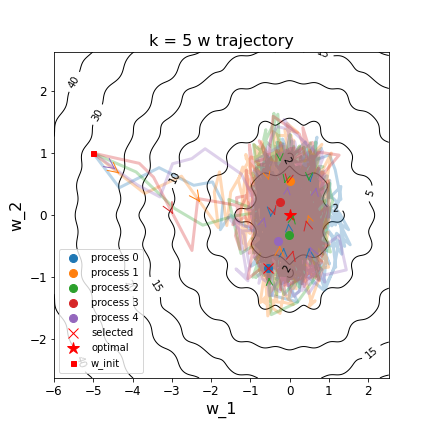 k = 5 w trajectory
40
30
10
2
5
2
2
15
15
w_2
2
1
0
−1
−2
process 0
process 1
process 2
process 3
process 4
selected
optimal
w_init
−6 −5 −4 −3 −2 −1 0 1 2
w_1